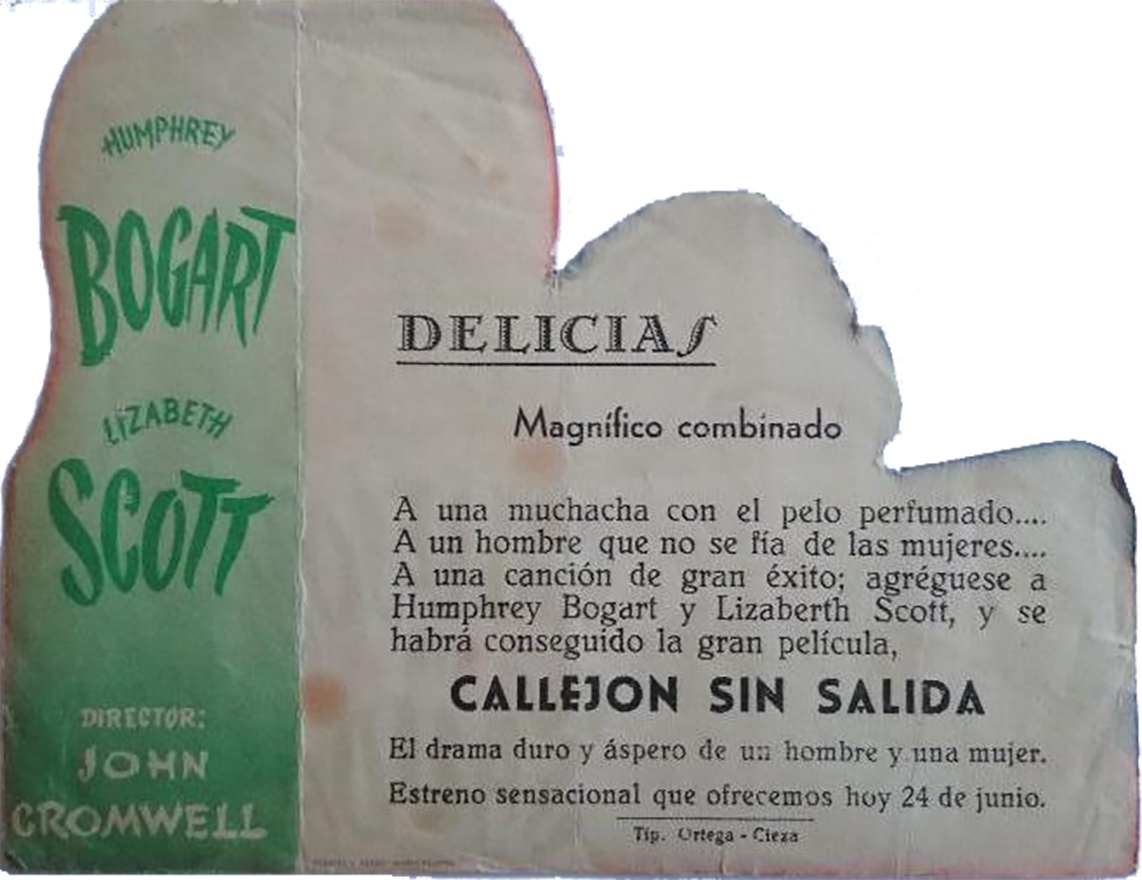 HUMPHREY
BOGART
LIZABETH
SCOTT
DIRECTOR:
JOHN
CROMWELL
DELICIAS
Magnífico combinado
A una muchacha con el pelo perfumado....
A un hombre que no se fía de las mujeres....
A una canción de gran éxito; agréguese a
Humphrey Bogart y Lizaberth Scott, y se
habrá conseguido la gran película,
CALLEJON SIN SALIDA
El drama duro y áspero de un hombre y una mujer.
Estreno sensacional que ofrecemos hoy 24 de junio.
Tip. Ortega - Cieza